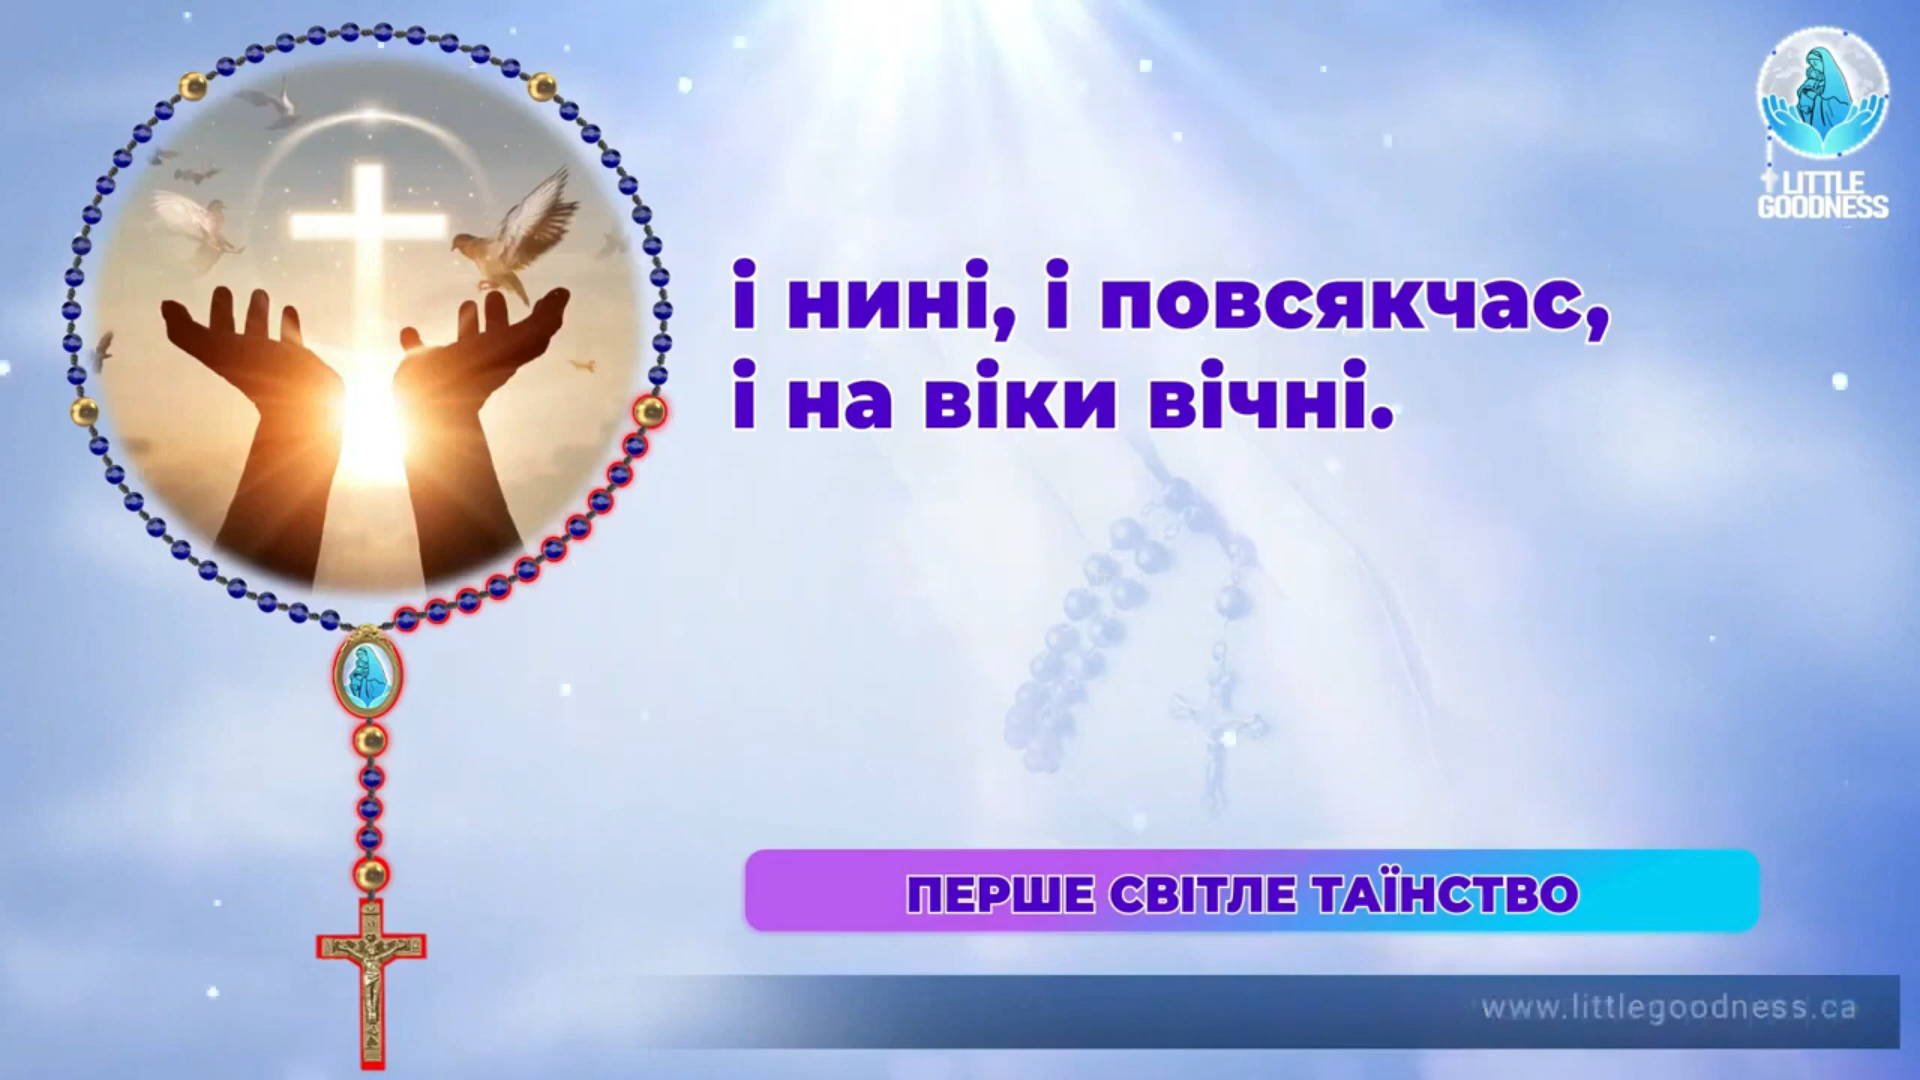 LITTLE
GOODNESS
і нині, і повсякчас,
і на віки вічні.
ПЕРШЕ СВІТЛЕ ТАЇНСТВО
www.littlegoodness.ca